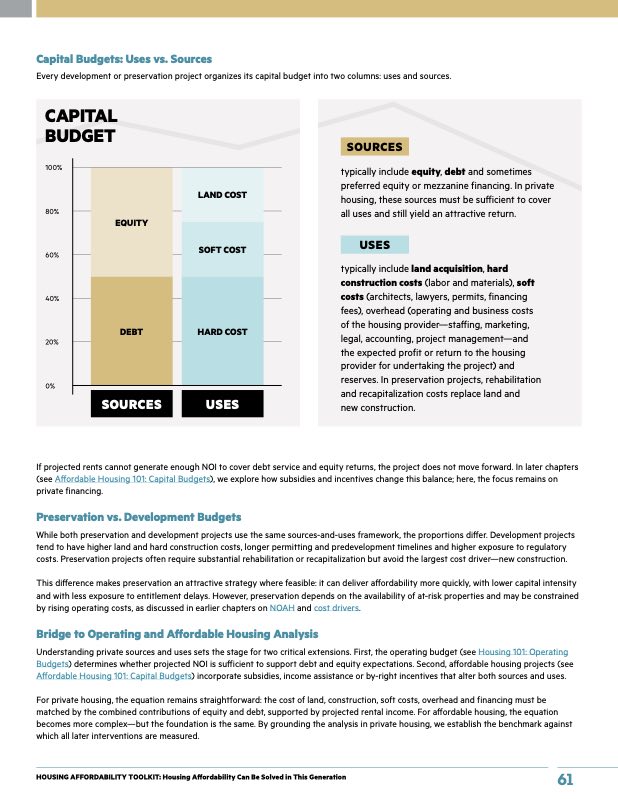 Capital Budgets: Uses vs. Sources
Every development or preservation project organizes its capital budget into two columns: uses and sources.
CAPITAL
BUDGET
100%
80%
60%
40%
20%
0%
EQUITY
DEBT
LAND COST
SOFT COST
HARD COST
SOURCES
USES
SOURCES
typically include equity, debt and sometimes
preferred equity or mezzanine financing. In private
housing, these sources must be sufficient to cover
all uses and still yield an attractive return.
USES
typically include land acquisition, hard
construction costs (labor and materials), soft
costs (architects, lawyers, permits, financing
fees), overhead (operating and business costs
of the housing provider—staffing, marketing,
legal, accounting, project management—and
the expected profit or return to the housing
provider for undertaking the project) and
reserves. In preservation projects, rehabilitation
and recapitalization costs replace land and
new construction.
If projected rents cannot generate enough NOI to cover debt service and equity returns, the project does not move forward. In later chapters
(see Affordable Housing 101: Capital Budgets), we explore how subsidies and incentives change this balance; here, the focus remains on
private financing.
Preservation vs. Development Budgets
While both preservation and development projects use the same sources-and-uses framework, the proportions differ. Development projects
tend to have higher land and hard construction costs, longer permitting and predevelopment timelines and higher exposure to regulatory
costs. Preservation projects often require substantial rehabilitation or recapitalization but avoid the largest cost driver—new construction.
This difference makes preservation an attractive strategy where feasible: it can deliver affordability more quickly, with lower capital intensity
and with less exposure to entitlement delays. However, preservation depends on the availability of at-risk properties and may be constrained
by rising operating costs, as discussed in earlier chapters on NOAH and cost drivers.
Bridge to Operating and Affordable Housing Analysis
Understanding private sources and uses sets the stage for two critical extensions. First, the operating budget (see Housing 101: Operating
Budgets) determines whether projected NOI is sufficient to support debt and equity expectations. Second, affordable housing projects (see
Affordable Housing 101: Capital Budgets) incorporate subsidies, income assistance or by-right incentives that alter both sources and uses.
For private housing, the equation remains straightforward: the cost of land, construction, soft costs, overhead and financing must be
matched by the combined contributions of equity and debt, supported by projected rental income. For affordable housing, the equation
becomes more complex—but the foundation is the same. By grounding the analysis in private housing, we establish the benchmark against
which all later interventions are measured.
HOUSING AFFORDABILITY TOOLKIT: Housing Affordability Can Be Solved in This Generation
61